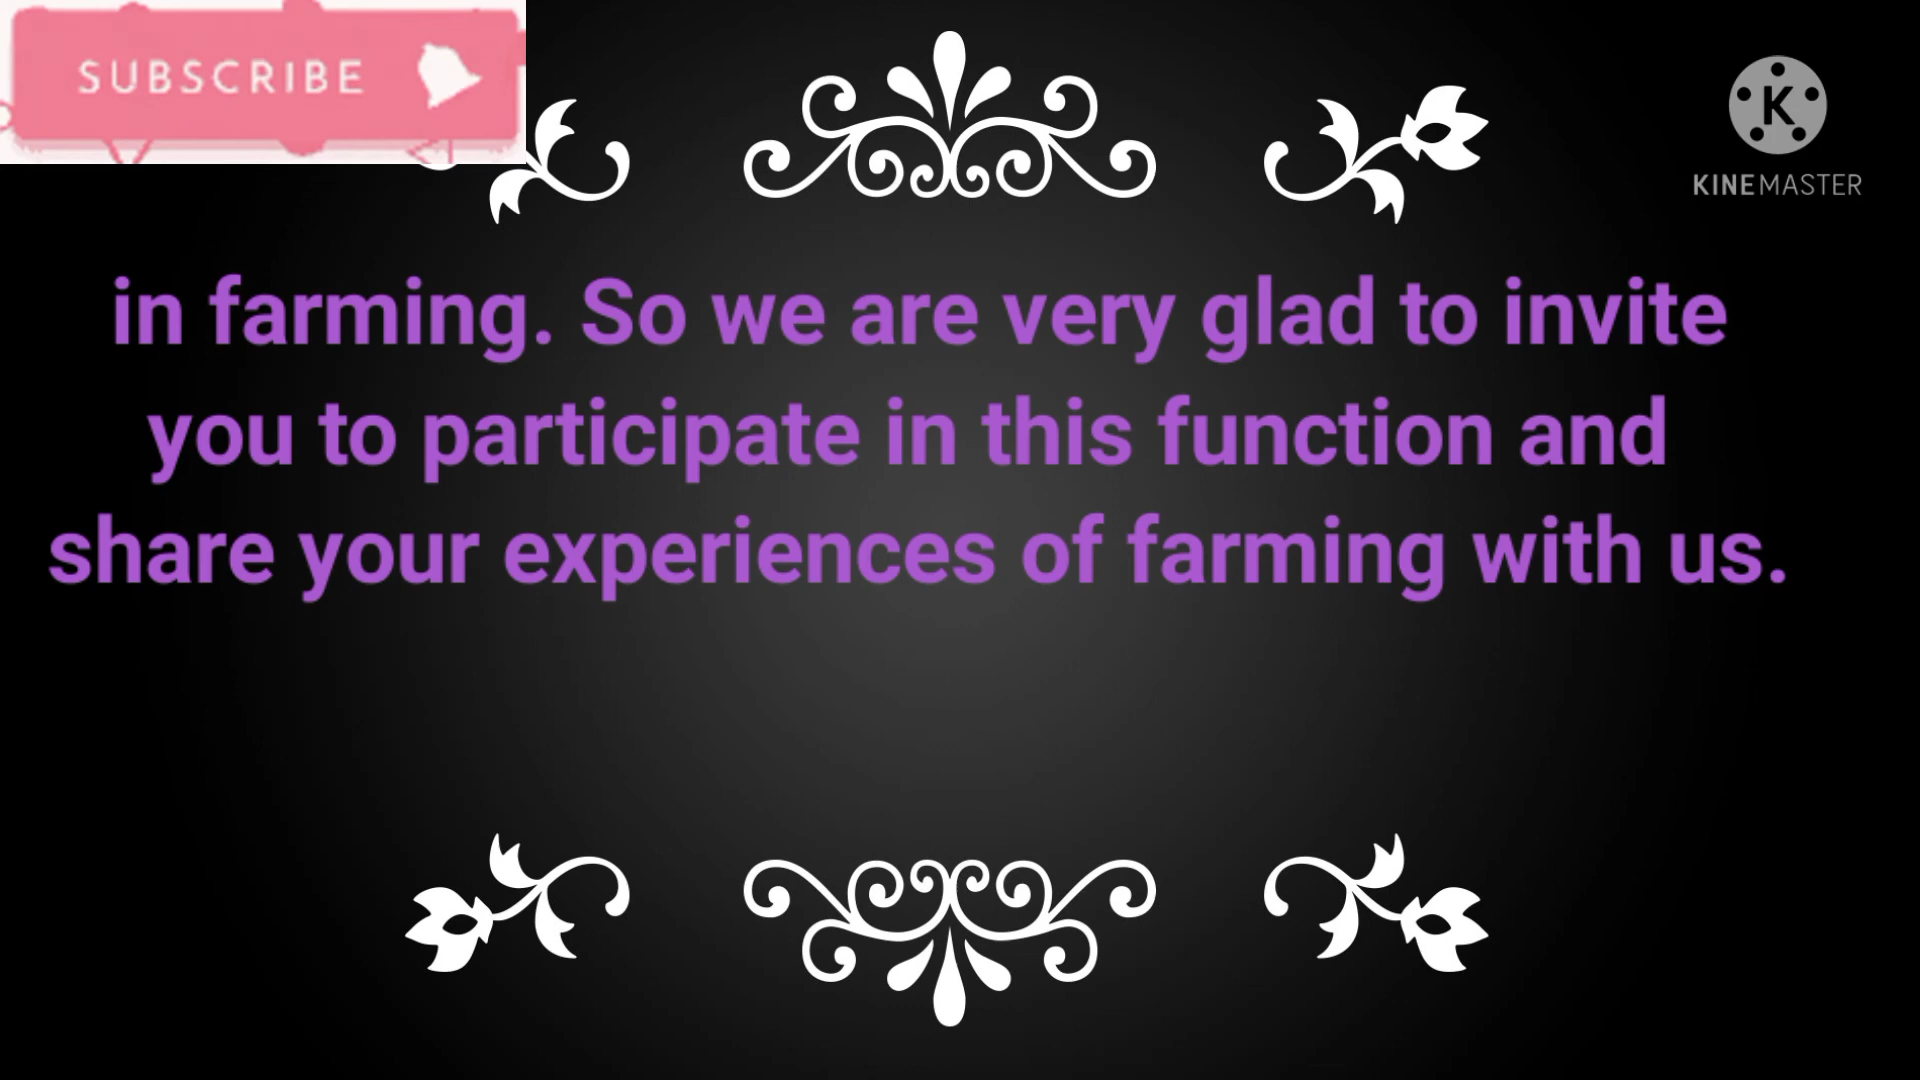 SUBSCRIBE
K
KINEMASTER
in farming. So we are very glad to invite
you to participate in this function and
share your experiences of farming with us.